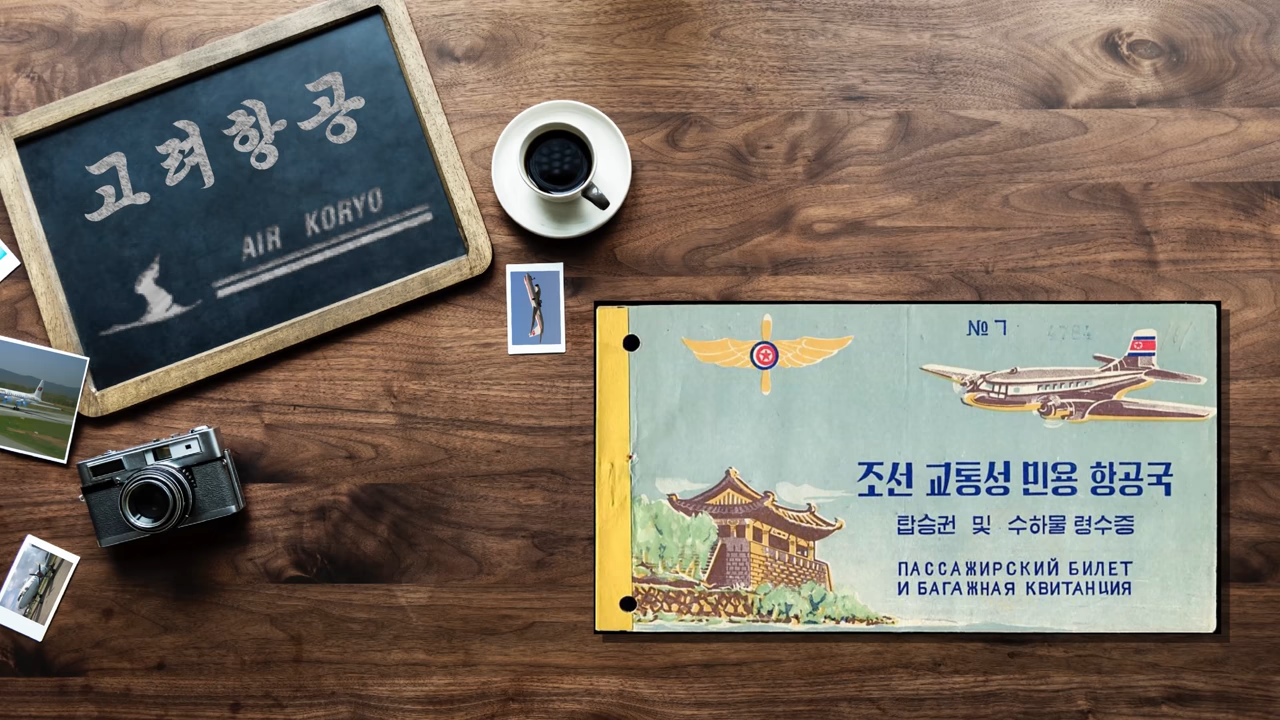 고려항공
AIR KORYO
№ 7
4784
조선 교통성 민용 항공국
탑승권 및 수하물 령수증
ПАССАЖИРСКИЙ БИЛЕТ
И БАГАЖНАЯ КВИТАНЦИЯ